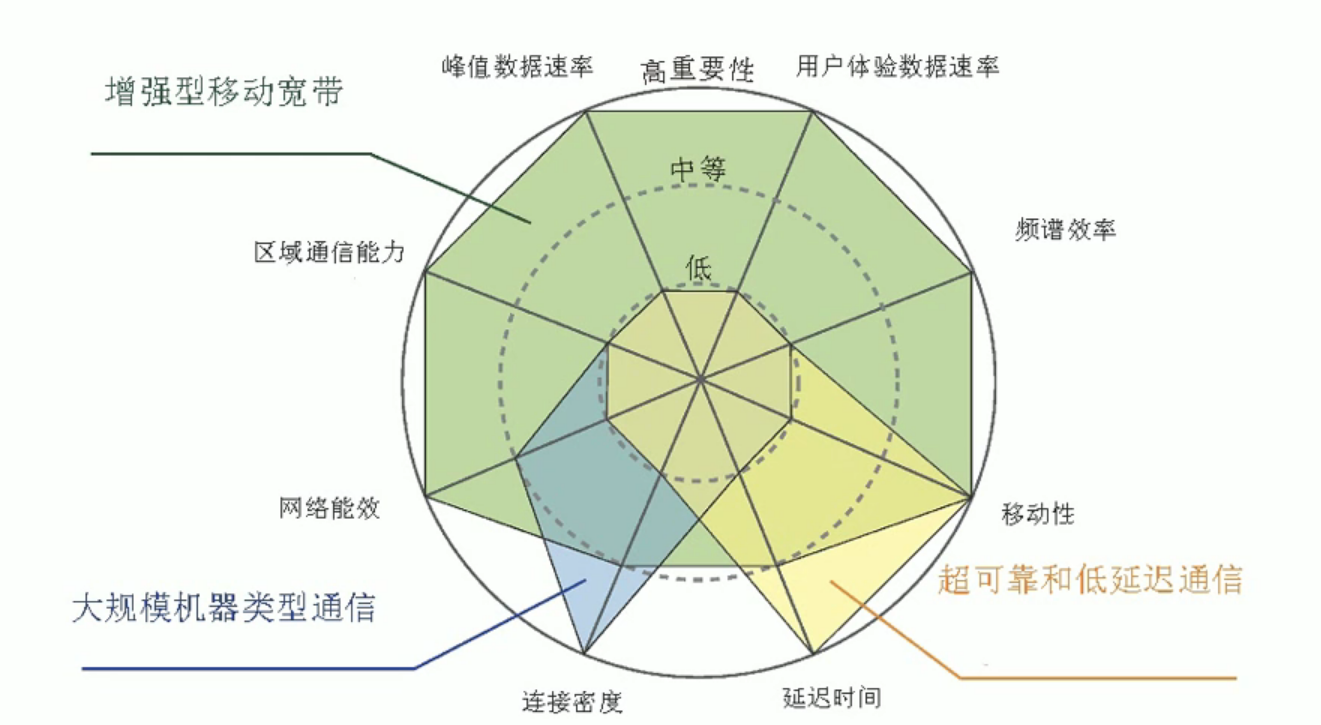 峰值数据速率
高重要性
用户体验数据速率
增强型移动宽带
中等
频谱效率
区域通信能力
低
网络能效
移动性
超可靠和低延迟通信
大规模机器类型通信
连接密度
延迟时间